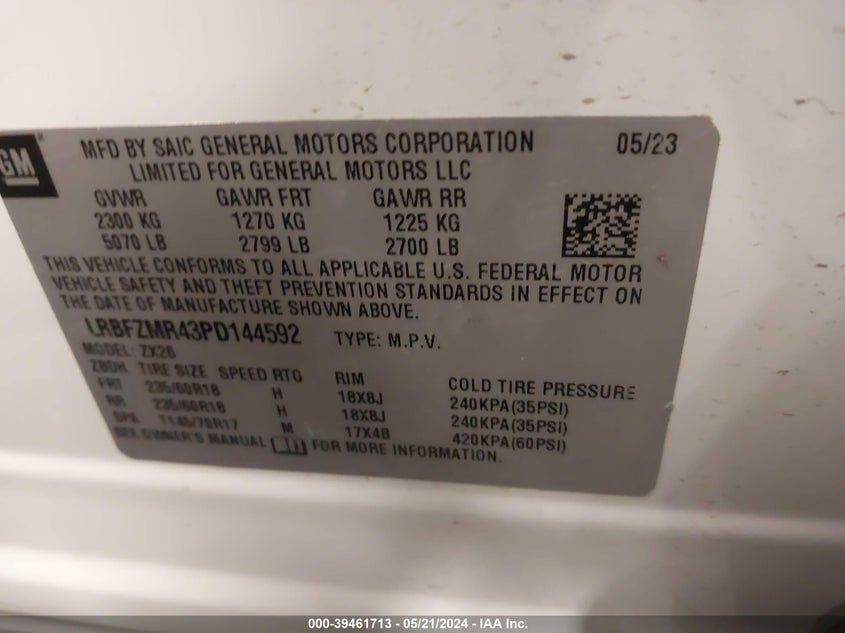 GM
MFD BY SAIC GENERAL MOTORS CORPORATION 05/23
LIMITED FOR GENERAL MOTORS LLC
GVWR GAWR FRT GAWR RR
2300 KG 1270 KG 1225 KG
5070 LB 2799 LB 2700 LB
THIS VEHICLE CONFORMS TO ALL APPLICABLE U.S. FEDERAL MOTOR
VEHICLE SAFETY AND THEFT PREVENTION STANDARDS IN EFFECT ON
THE DATE OF MANUFACTURE SHOWN ABOVE.
LRBFZMR43PD144592 TYPE: M.P.V.
MODEL: ZX26
ZBDH TIRE SIZE SPEED RTG RIM COLD TIRE PRESSURE
FRT 235/60R18 H 18X8J 240KPA(35PSI)
RR 235/60R18 H 18X8J 240KPA(35PSI)
SPA T145/70R17 M 17X4B 420KPA(60PSI)
SEE OWNER'S MANUAL FOR MORE INFORMATION.
000-39461713 - 05/21/2024 - IAA Inc.